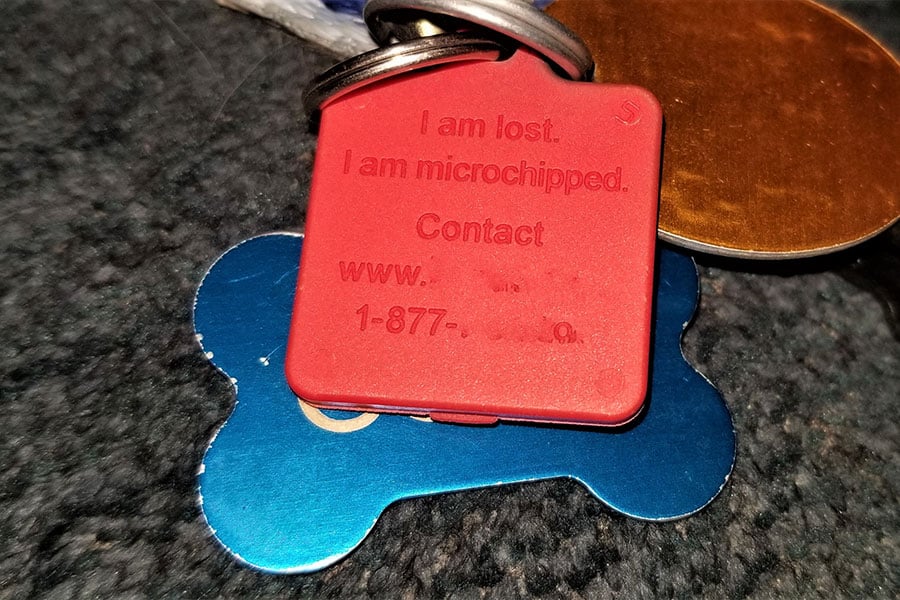 I am lost.
I am microchipped.
Contact
www.
1-877-